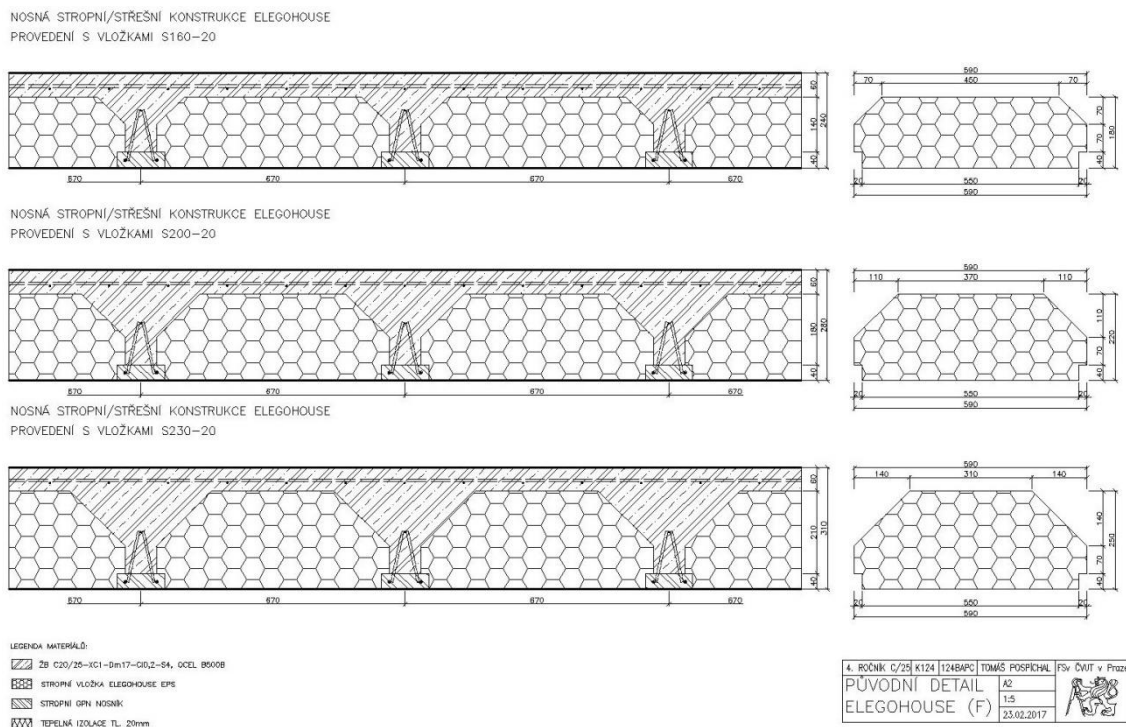 NOSNÁ STROPNÍ/STŘEŠNÍ KONSTRUKCE ELEGOHOUSE
PROVEDENÍ S VLOŽKAMI S160-20
60
140
40
240
670 670 670 670
590
70 450 70
70
70
40
180
20 550 20
590
NOSNÁ STROPNÍ/STŘEŠNÍ KONSTRUKCE ELEGOHOUSE
PROVEDENÍ S VLOŽKAMI S200-20
60
180
40
280
670 670 670 670
590
110 370 110
110
70
40
220
20 550 20
590
NOSNÁ STROPNÍ/STŘEŠNÍ KONSTRUKCE ELEGOHOUSE
PROVEDENÍ S VLOŽKAMI S230-20
60
210
40
310
670 670 670 670
590
140 310 140
140
70
40
250
20 550 20
590
LEGENDA MATERIÁLŮ:
ŽB C20/25-XC1-Dm17-Cl0,2-S4, OCEL B500B
STROPNÍ VLOŽKA ELEGOHOUSE EPS
STROPNÍ GPN NOSNÍK
TEPELNÁ IZOLACE TL. 20mm
4. ROČNÍK C/25 K124 124BAPC TOMÁŠ POSPÍCHAL FSv ČVUT v Praze
PŮVODNÍ DETAIL
ELEGOHOUSE (F)
A2
1:5
23.02.2017